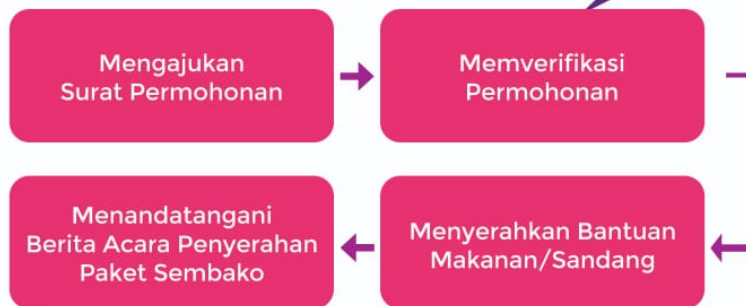 Mengajukan
Surat Permohonan
Memverifikasi
Permohonan
Menyerahkan Bantuan
Makanan/Sandang
Menandatangani
Berita Acara Penyerahan
Paket Sembako